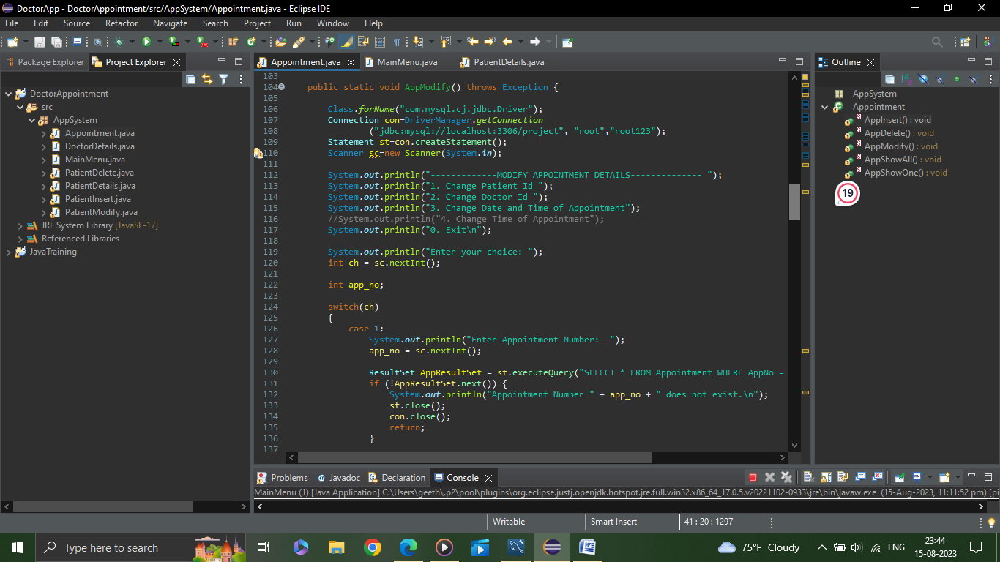 DoctorApp - DoctorAppointment/src/AppSystem/Appointment.java - Eclipse IDE
File Edit Source Refactor Navigate Search Project Run Window Help
Package Explorer Project Explorer
Appointment.java MainMenu.java PatientDetails.java
Outline
DoctorAppointment
src
AppSystem
Appointment.java
DoctorDetails.java
MainMenu.java
PatientDelete.java
PatientDetails.java
PatientInsert.java
PatientModify.java
JRE System Library [JavaSE-17]
Referenced Libraries
JavaTraining
103
104 public static void AppModify() throws Exception {
105
106 Class.forName("com.mysql.cj.jdbc.Driver");
107 Connection con=DriverManager.getConnection
108 ("jdbc:mysql://localhost:3306/project", "root","root123");
109 Statement st=con.createStatement();
110 Scanner sc=new Scanner(System.in);
111
112 System.out.println("-------------MODIFY APPOINTMENT DETAILS-------------- ");
113 System.out.println("1. Change Patient Id ");
114 System.out.println("2. Change Doctor Id ");
115 System.out.println("3. Change Date and Time of Appointment");
116 //System.out.println("4. Change Time of Appointment");
117 System.out.println("0. Exit\n");
118
119 System.out.println("Enter your choice: ");
120 int ch = sc.nextInt();
121
122 int app_no;
123
124 switch(ch)
125 {
126 case 1:
127 System.out.println("Enter Appointment Number:- ");
128 app_no = sc.nextInt();
129
130 ResultSet AppResultSet = st.executeQuery("SELECT * FROM Appointment WHERE AppNo =
131 if (!AppResultSet.next()) {
132 System.out.println("Appointment Number " + app_no + " does not exist.\n");
133 st.close();
134 con.close();
135 return;
136 }
137
AppSystem
Appointment
AppInsert() : void
AppDelete() : void
AppModify() : void
AppShowAll() : void
AppShowOne() : void
19
Problems Javadoc Declaration Console
MainMenu (1) [Java Application] C:\Users\geeth\.p2\pool\plugins\org.eclipse.justj.openjdk.hotspot.jre.full.win32.x86_64_17.0.5.v20221102-0933\jre\bin\javaw.exe (15-Aug-2023, 11:11:52 pm) [pi
Writable Smart Insert 41 : 20 : 1297
Type here to search
75°F Cloudy
ENG
23:44
15-08-2023